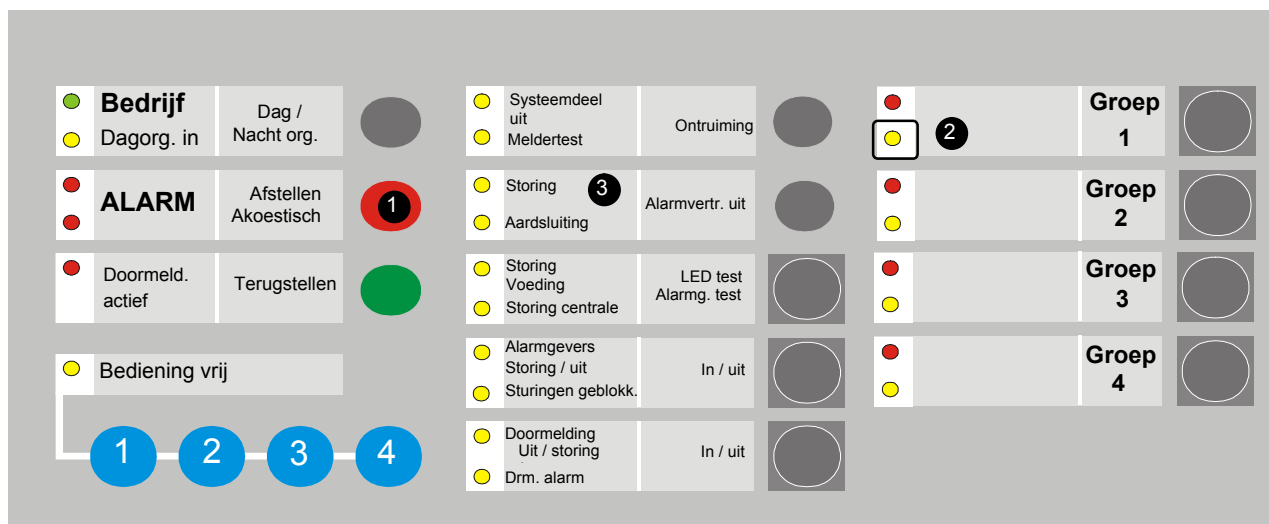 Bedrijf
Dagorg. in
Dag /
Nacht org.
ALARM
Afstellen
Akoestisch
1
Doormeld.
actief
Terugstellen
Bediening vrij
1
2
3
4
Systeemdeel
uit
Meldertest
Ontruiming
Storing
3
Aardsluiting
Alarmvertr. uit
Storing
Voeding
Storing centrale
LED test
Alarmg. test
Alarmgevers
Storing / uit
Sturingen geblokk.
In / uit
Doormelding
Uit / storing
Drm. alarm
In / uit
2
Groep
1
Groep
2
Groep
3
Groep
4